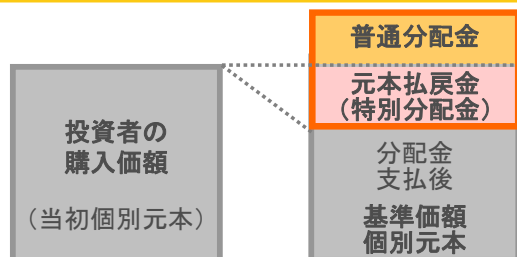 投資者の
購入価額
（当初個別元本）
普通分配金
元本払戻金
（特別分配金）
分配金
支払後
基準価額
個別元本